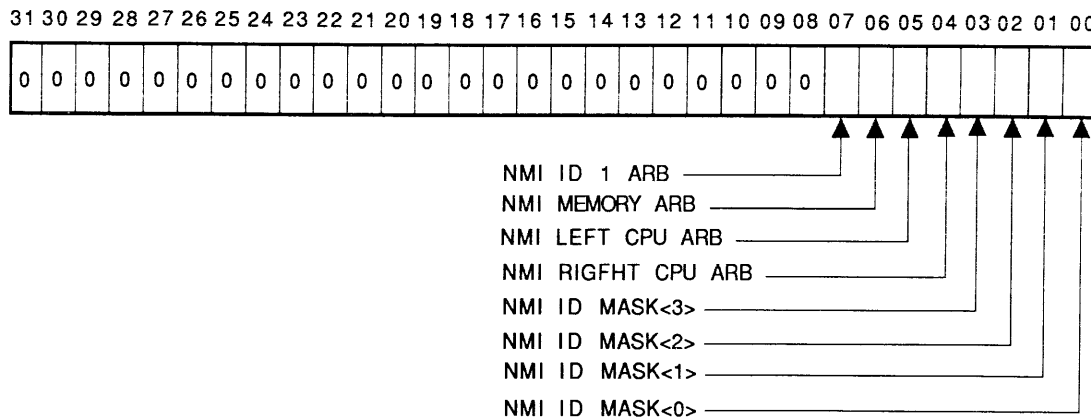 31 30 29 28 27 26 25 24 23 22 21 20 19 18 17 16 15 14 13 12 11 10 09 08 07 06 05 04 03 02 01 00
0 0 0 0 0 0 0 0 0 0 0 0 0 0 0 0 0 0 0 0 0 0 0 0
NMI ID 1 ARB
NMI MEMORY ARB
NMI LEFT CPU ARB
NMI RIGFHT CPU ARB
NMI ID MASK<3>
NMI ID MASK<2>
NMI ID MASK<1>
NMI ID MASK<0>